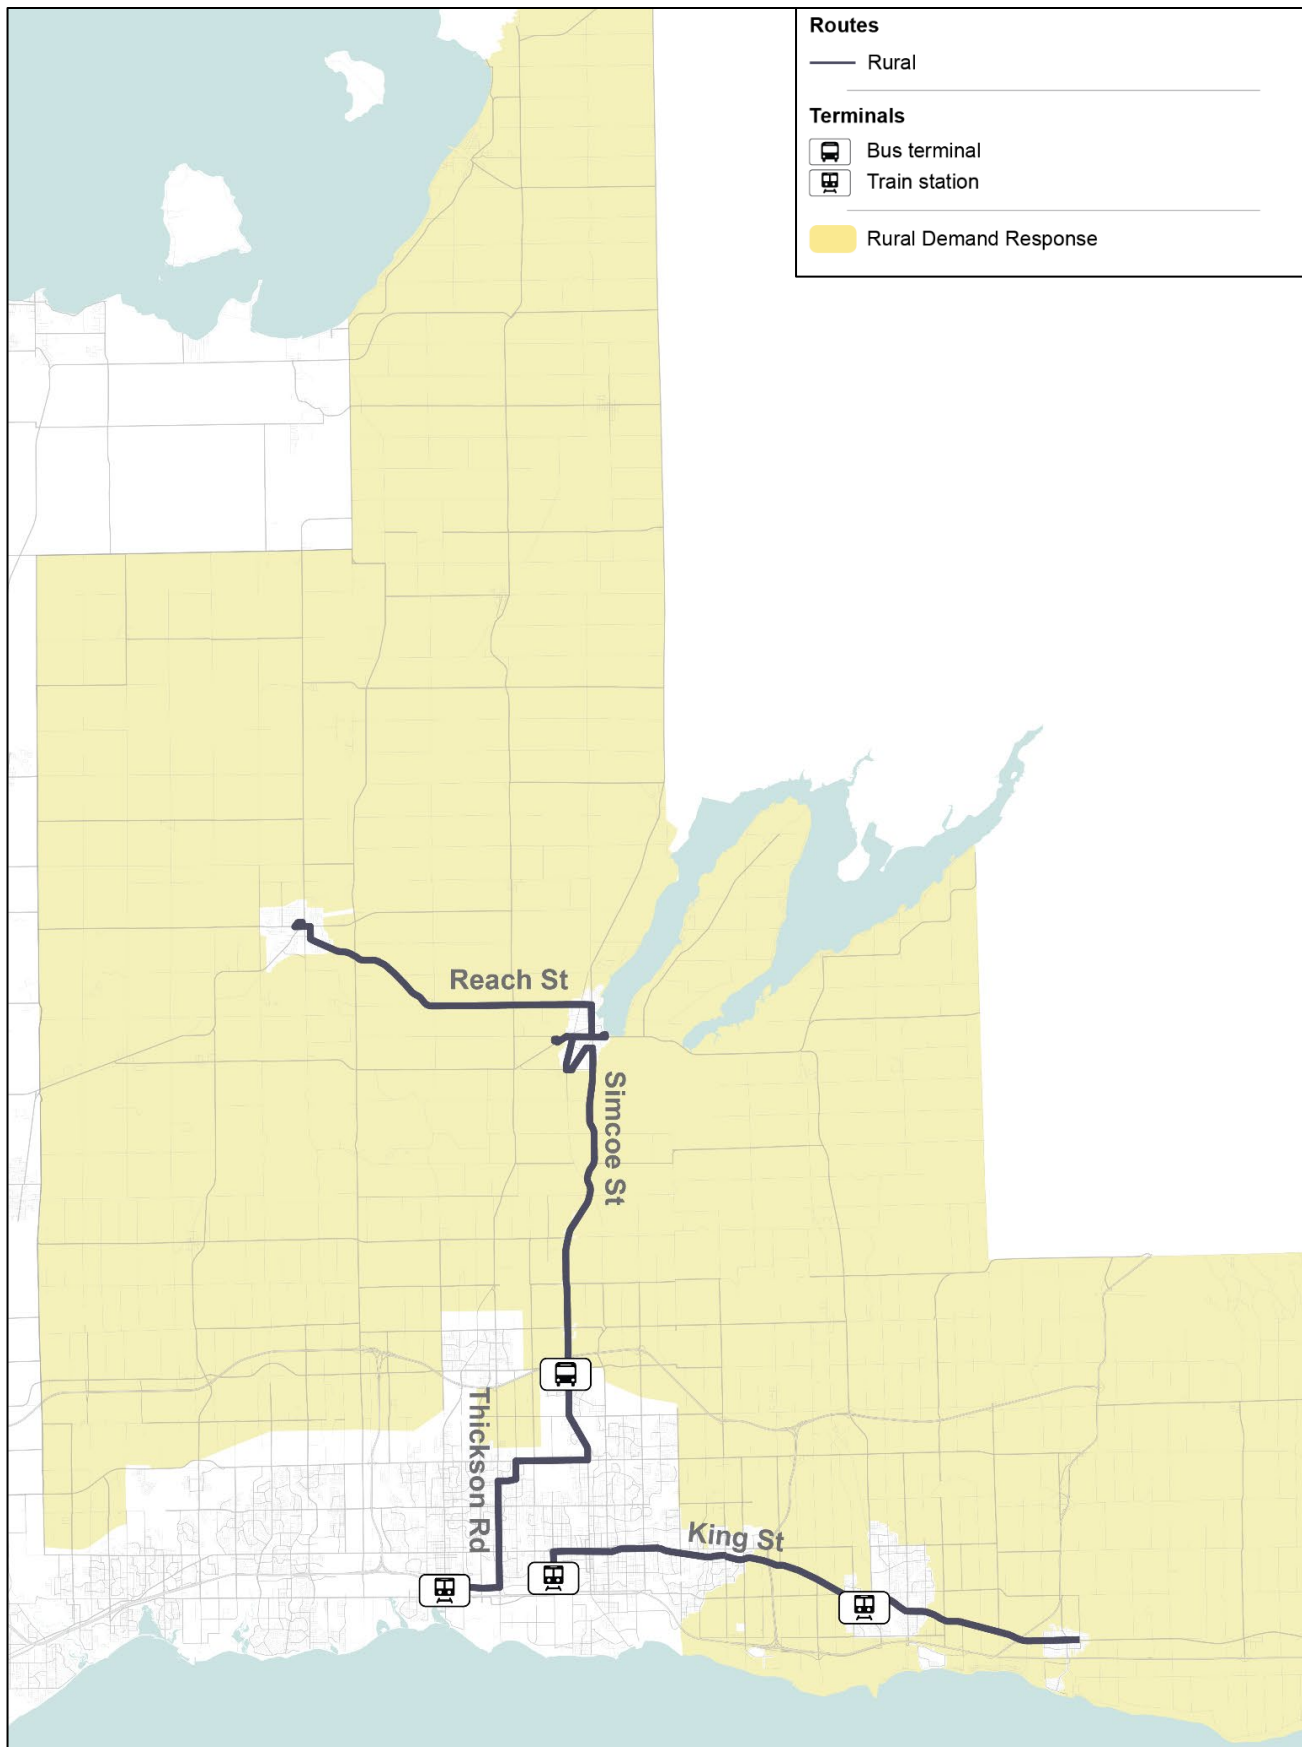 Routes
Rural
Terminals
Bus terminal
Train station
Rural Demand Response
Reach St
Simcoe St
Thickson Rd
King St